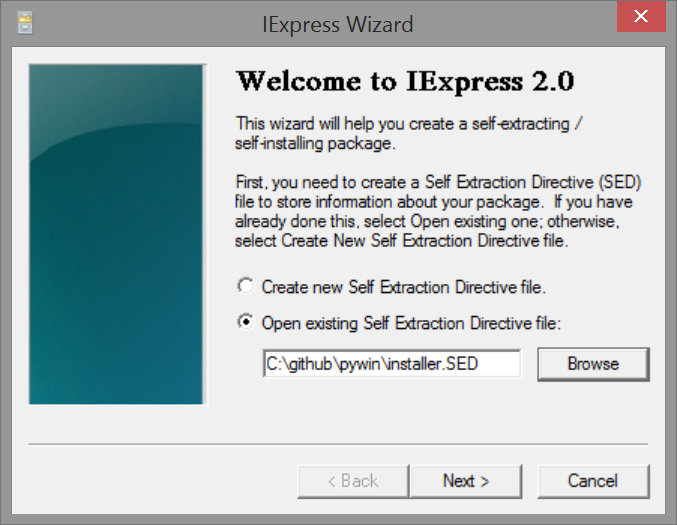 IExpress Wizard
Welcome to IExpress 2.0
This wizard will help you create a self-extracting /
self-installing package.
First, you need to create a Self Extraction Directive (SED)
file to store information about your package.  If you have
already done this, select Open existing one; otherwise,
select Create New Self Extraction Directive file.
Create new Self Extraction Directive file.
Open existing Self Extraction Directive file:
C:\github\pywin\installer.SED
Browse
< Back
Next >
Cancel